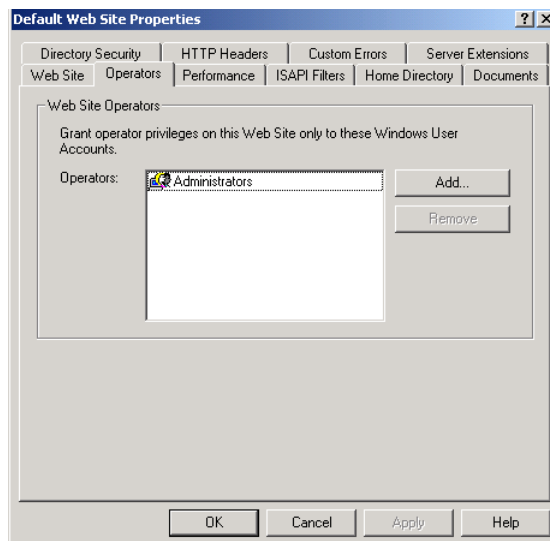 Default Web Site Properties
Directory Security HTTP Headers Custom Errors Server Extensions
Web Site Operators Performance ISAPI Filters Home Directory Documents
Web Site Operators
Grant operator privileges on this Web Site only to these Windows User
Accounts.
Operators: Administrators Add...
Remove
OK Cancel Apply Help